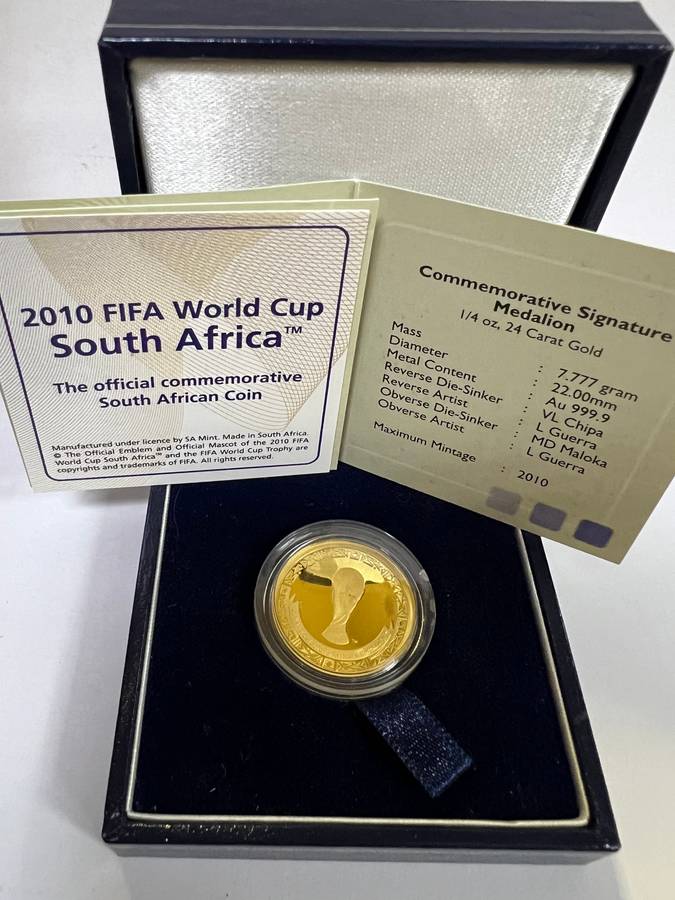 2010 FIFA World Cup
South Africa™
The official commemorative
South African Coin
Manufactured under licence by SA Mint. Made in South Africa.
© The Official Emblem and Official Mascot of the 2010 FIFA
World Cup South Africa™ and the FIFA World Cup Trophy are
copyrights and trademarks of FIFA. All rights reserved.
Commemorative Signature
Medalion
1/4 oz, 24 Carat Gold
Mass : 7.777 gram
Diameter : 22.00mm
Metal Content : Au 999.9
Reverse Die-Sinker : VL Chipa
Reverse Artist : L Guerra
Obverse Die-Sinker : MD Maloka
Obverse Artist : L Guerra
Maximum Mintage : 2010